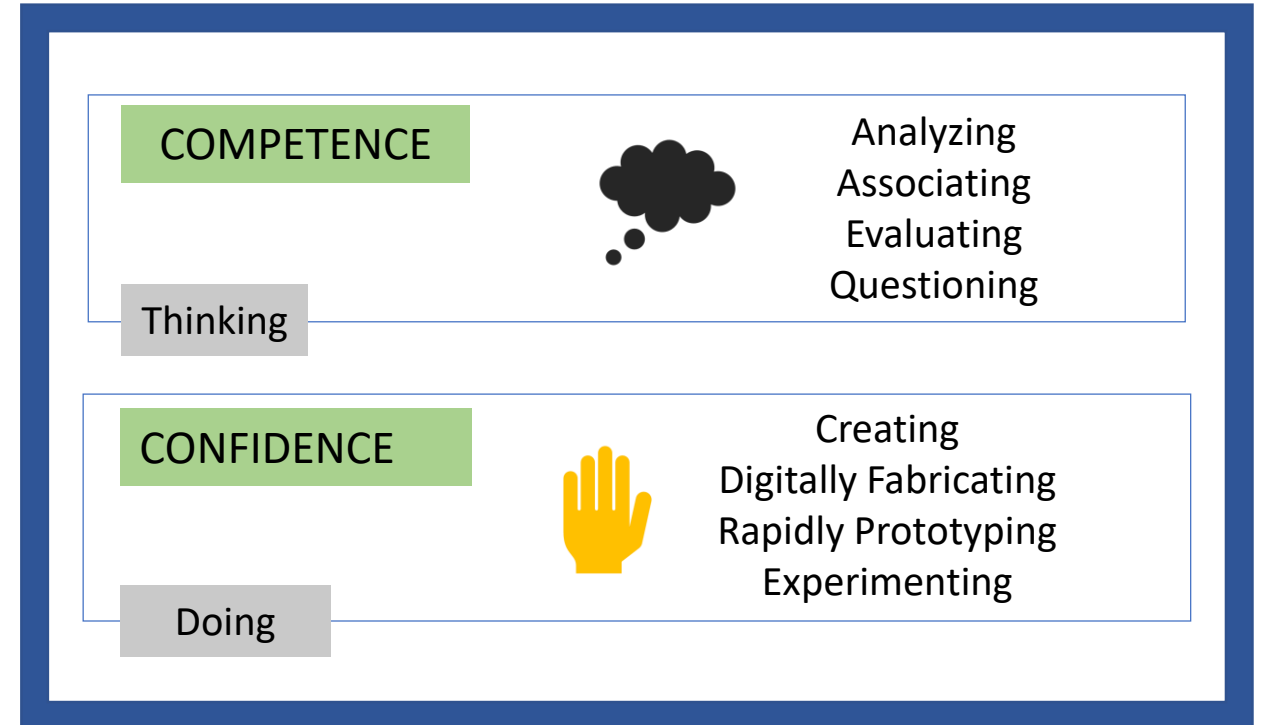 COMPETENCE
Analyzing
Associating
Evaluating
Questioning
Thinking
CONFIDENCE
Creating
Digitally Fabricating
Rapidly Prototyping
Experimenting
Doing